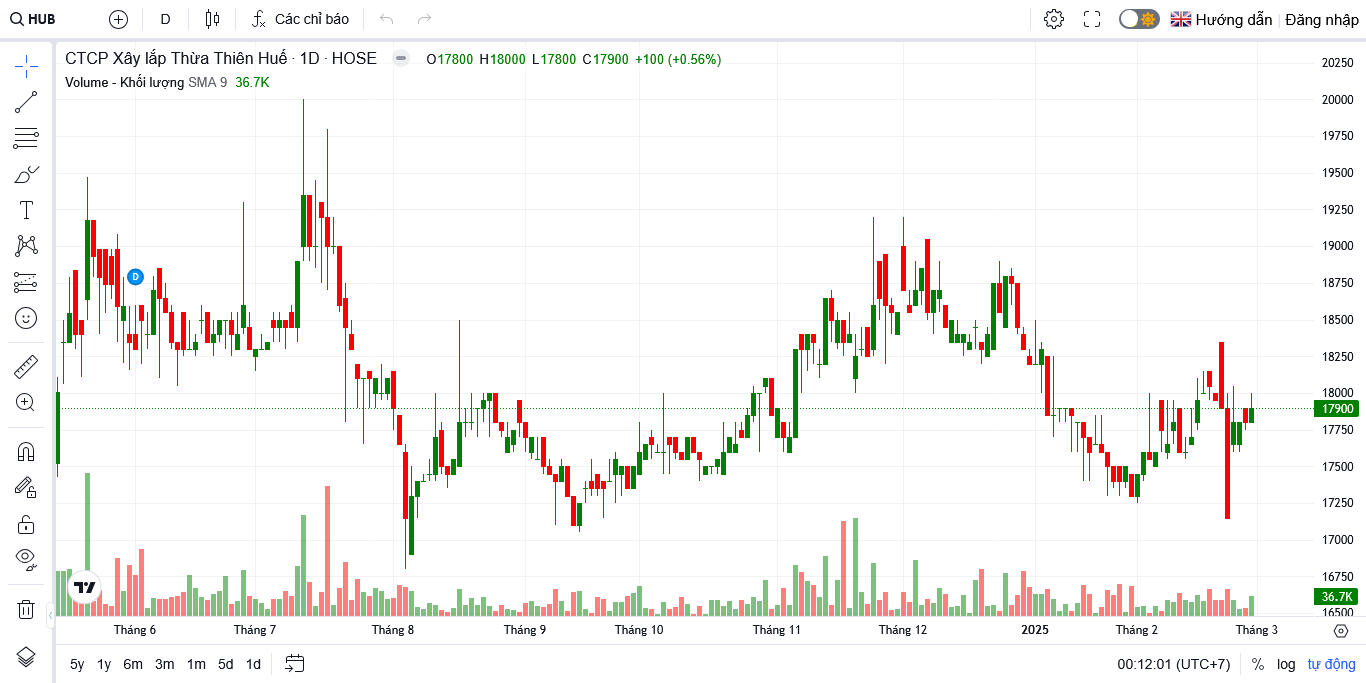 HUB D Các chỉ báo Hướng dẫn Đăng nhập
CTCP Xây lắp Thừa Thiên Huế · 1D · HOSE O17800 H18000 L17800 C17900 +100 (+0.56%)
Volume - Khối lượng SMA 9 36.7K
20250
20000
19750
19500
19250
19000
18750
18500
18250
18000
17900
17750
17500
17250
17000
16750
36.7K
16500
D
Tháng 6 Tháng 7 Tháng 8 Tháng 9 Tháng 10 Tháng 11 Tháng 12 2025 Tháng 2 Tháng 3
5y 1y 6m 3m 1m 5d 1d 00:12:01 (UTC+7) % log tự động